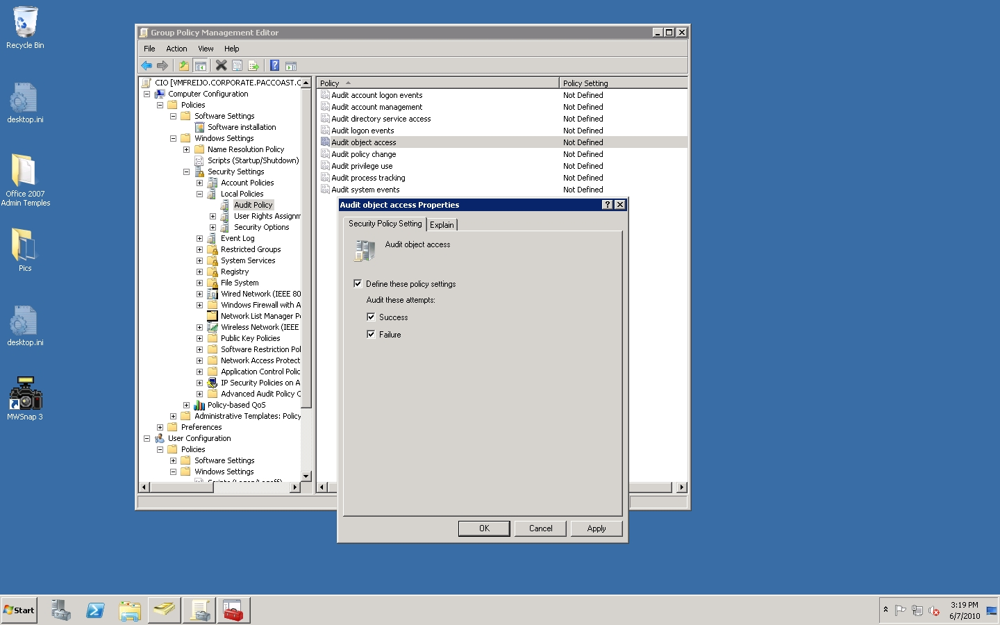 Recycle Bin
desktop.ini
Office 2007
Admin Temples
Pics
desktop.ini
MWSnap 3
Group Policy Management Editor
File Action View Help
CIO [VMFREIJO.CORPORATE.PACCOAST.C
Computer Configuration
Policies
Software Settings
Software installation
Windows Settings
Name Resolution Policy
Scripts (Startup/Shutdown)
Security Settings
Account Policies
Local Policies
Audit Policy
User Rights Assignm
Security Options
Event Log
Restricted Groups
System Services
Registry
File System
Wired Network (IEEE 80
Windows Firewall with A
Network List Manager P
Wireless Network (IEEE
Public Key Policies
Software Restriction Pol
Network Access Protect
Application Control Polic
IP Security Policies on A
Advanced Audit Policy C
Policy-based QoS
Administrative Templates: Policy
Preferences
User Configuration
Policies
Software Settings
Windows Settings
Policy Policy Setting
Audit account logon events Not Defined
Audit account management Not Defined
Audit directory service access Not Defined
Audit logon events Not Defined
Audit object access Not Defined
Audit policy change Not Defined
Audit privilege use Not Defined
Audit process tracking Not Defined
Audit system events Not Defined
Audit object access Properties
Security Policy Setting Explain
Audit object access
Define these policy settings
Audit these attempts:
Success
Failure
OK Cancel Apply
Start
3:19 PM
6/7/2010